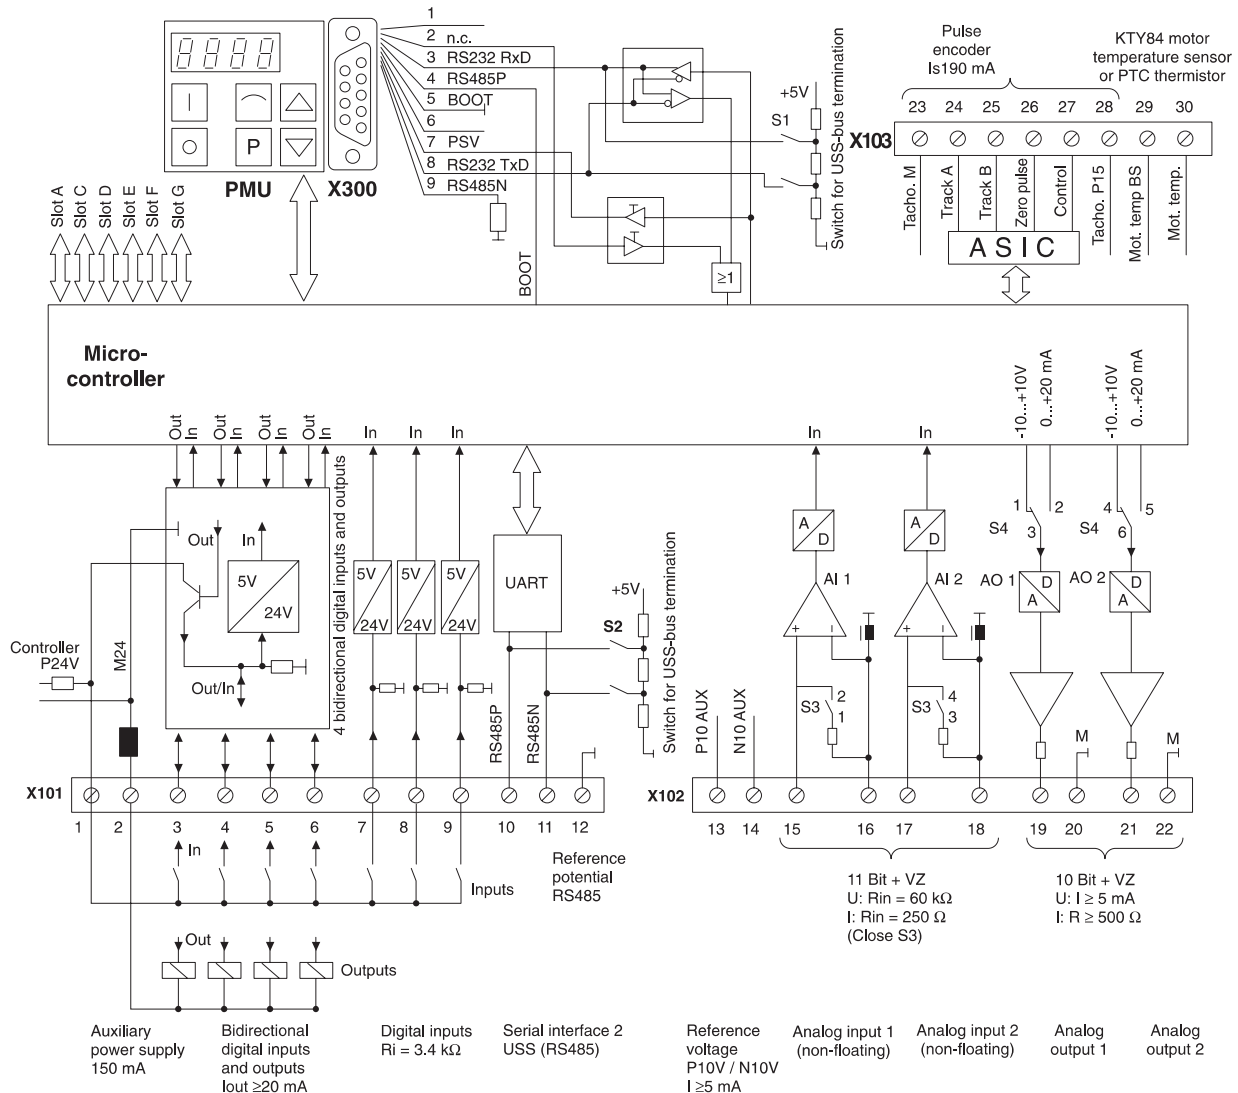 1
2
n.c.
3
RS232 RxD
4
RS485P
5
BOOT
6
7
PSV
8
RS232 TxD
9
RS485N
8888
P
PMU
X300
Slot A
Slot C
Slot D
Slot E
Slot F
Slot G
BOOT
≥1
+5V
S1
Switch for USS-bus termination
Pulse
encoder
Is190 mA
KTY84 motor
temperature sensor
or PTC thermistor
23 24 25 26 27 28 29 30
X103
Tacho. M
Track A
Track B
Zero pulse
Control
Tacho. P15
Mot. temp BS
Mot. temp.
ASIC
Micro-
controller
Out
In
Out
In
Out
In
Out
In
In
In
In
In
In
-10...+10V
0...+20 mA
-10...+10V
0...+20 mA
Out
In
5V
24V
Out/In
4 bidirectional digital inputs and outputs
5V
24V
5V
24V
5V
24V
UART
+5V
S2
Switch for USS-bus termination
RS485P
RS485N
Controller
P24V
M24
A
D
A
D
AI 1
AI 2
+
–
+
–
S3
2
1
S3
4
3
P10 AUX
N10 AUX
1
2
S4
3
4
5
S4
6
AO 1
D
A
AO 2
D
A
M
M
X101
1 2 3 4 5 6 7 8 9 10 11 12
X102
13 14 15 16 17 18 19 20 21 22
In
Inputs
Reference
potential
RS485
Out
Outputs
11 Bit + VZ
U: Rin = 60 kΩ
I: Rin = 250 Ω
(Close S3)
10 Bit + VZ
U: I ≥ 5 mA
I: R ≥ 500 Ω
Auxiliary
power supply
150 mA
Bidirectional
digital inputs
and outputs
Iout ≥20 mA
Digital inputs
Ri = 3.4 kΩ
Serial interface 2
USS (RS485)
Reference
voltage
P10V / N10V
I ≥5 mA
Analog input 1
(non-floating)
Analog input 2
(non-floating)
Analog
output 1
Analog
output 2